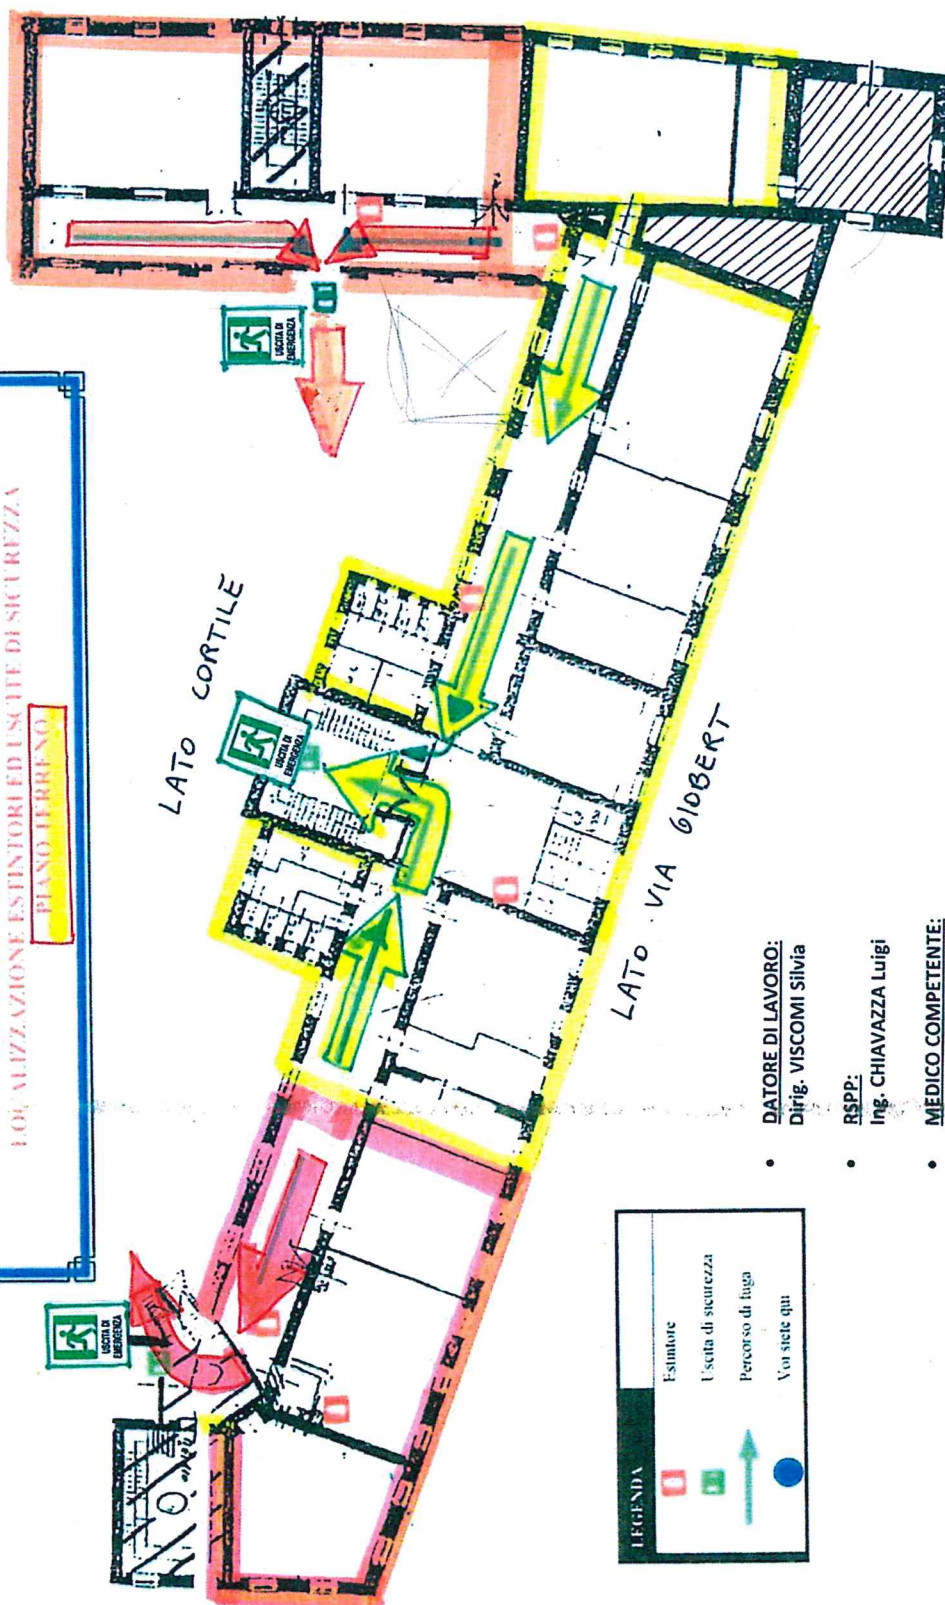 LOCALIZZAZIONE ESTINTORI ED USCITE DI SICUREZZA
PIANO TERRENO
USCITA DI
EMERGENZA
LATO CORTILE
USCITA DI
EMERGENZA
USCITA DI
EMERGENZA
LATO VIA GIOBERT
LEGENDA
Estintore
Uscita di sicurezza
Percorso di fuga
Voi siete qui
• DATORE DI LAVORO:
Dirig. VISCOMI Silvia
• RSPP:
Ing. CHIAVAZZA Luigi
• MEDICO COMPETENTE: